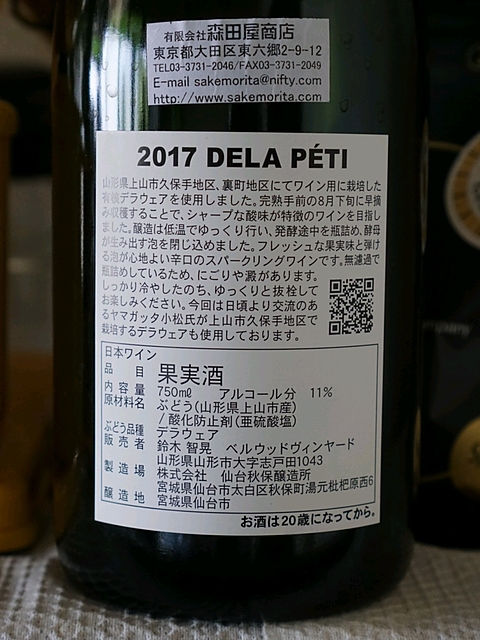 有限会社 森田屋商店
東京都大田区東六郷2-9-12
TEL03-3731-2046/FAX03-3731-2049
E-mail sakemorita@nifty.com
http://www.sakemorita.com
2017 DELA PÉTI
山形県上山市久保手地区、裏町地区にてワイン用に栽培した
有核デラウェアを使用しました。完熟手前の8月下旬に早摘
み収穫することで、シャープな酸味が特徴のワインを目指し
ました。醸造は低温でゆっくり行い、発酵途中を瓶詰め、酵母
が生み出す泡を閉じ込めました。フレッシュな果実味と弾け
る泡が心地よい辛口のスパークリングワインです。無濾過で
瓶詰めしているため、にごりや澱があります。
しっかり冷やしたのち、ゆっくりと抜栓して
お楽しみください。今回は日頃より交流のあ
るヤマガッタ小松氏が上山市久保手地区で
栽培するデラウェアも使用しております。
日本ワイン
品 目 果実酒
内容量 750ml アルコール分 11%
原材料名 ぶどう(山形県上山市産)
/酸化防止剤(亜硫酸塩)
ぶどう品種 デラウェア
販売者 鈴木 智晃 ベルウッドヴィンヤード
山形県山形市大字志戸田1043
製造場 株式会社 仙台秋保醸造所
宮城県仙台市太白区秋保町湯元枇杷原西6
醸造地 宮城県仙台市
お酒は20歳になってから。